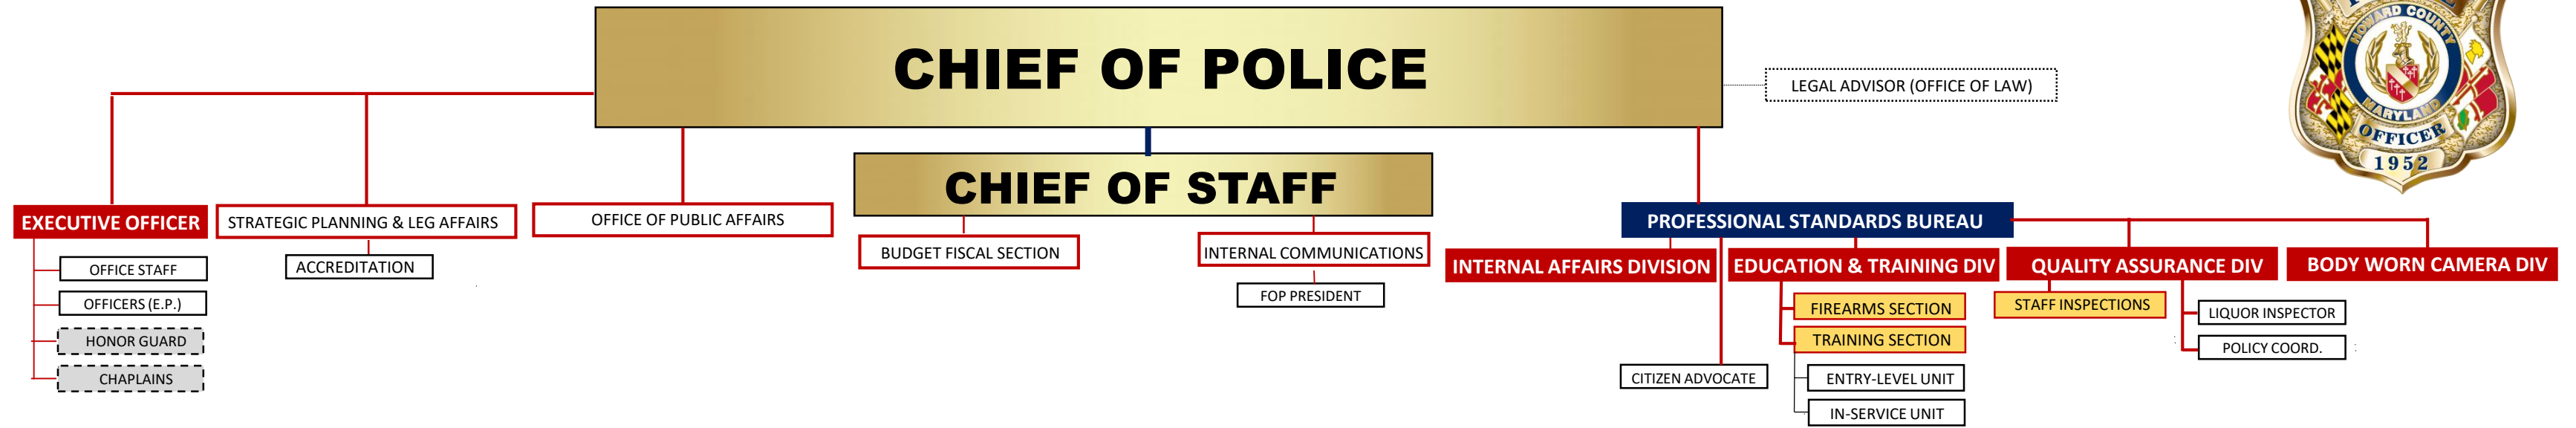 CHIEF OF POLICE
LEGAL ADVISOR (OFFICE OF LAW)
HOWARD COUNTY
MARYLAND
OFFICER
1952
CHIEF OF STAFF
EXECUTIVE OFFICER
OFFICE STAFF
OFFICERS (E.P.)
HONOR GUARD
CHAPLAINS
STRATEGIC PLANNING & LEG AFFAIRS
ACCREDITATION
OFFICE OF PUBLIC AFFAIRS
BUDGET FISCAL SECTION
INTERNAL COMMUNICATIONS
FOP PRESIDENT
PROFESSIONAL STANDARDS BUREAU
INTERNAL AFFAIRS DIVISION
CITIZEN ADVOCATE
EDUCATION & TRAINING DIV
FIREARMS SECTION
TRAINING SECTION
ENTRY-LEVEL UNIT
IN-SERVICE UNIT
QUALITY ASSURANCE DIV
STAFF INSPECTIONS
LIQUOR INSPECTOR
POLICY COORD.
BODY WORN CAMERA DIV